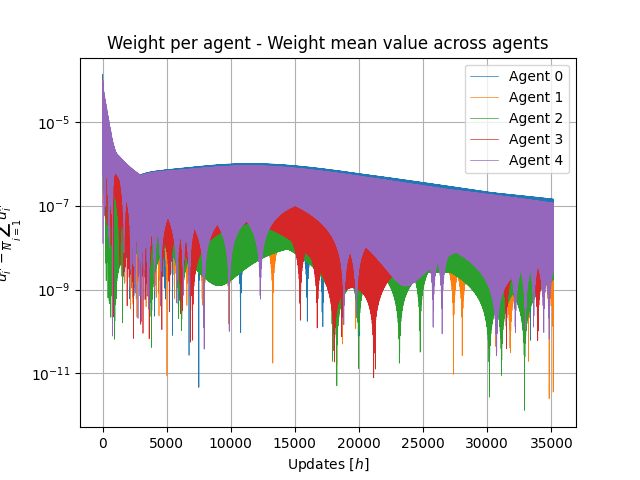 Weight per agent - Weight mean value across agents
Agent 0
Agent 1
Agent 2
Agent 3
Agent 4
10⁻⁵
10⁻⁷
10⁻⁹
10⁻¹¹
0 5000 10000 15000 20000 25000 30000 35000
Updates [h]